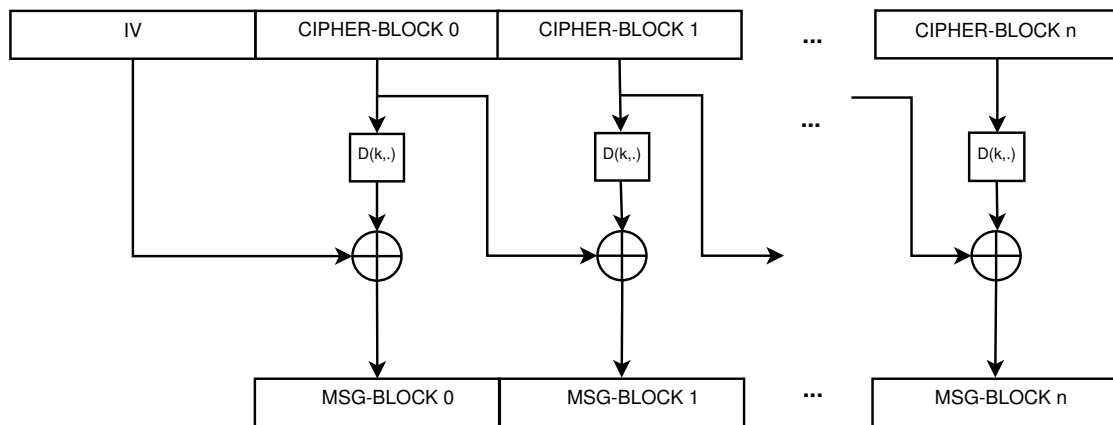 IV
CIPHER-BLOCK 0
CIPHER-BLOCK 1
...
CIPHER-BLOCK n
...
D(k,.)
D(k,.)
D(k,.)
MSG-BLOCK 0
MSG-BLOCK 1
...
MSG-BLOCK n